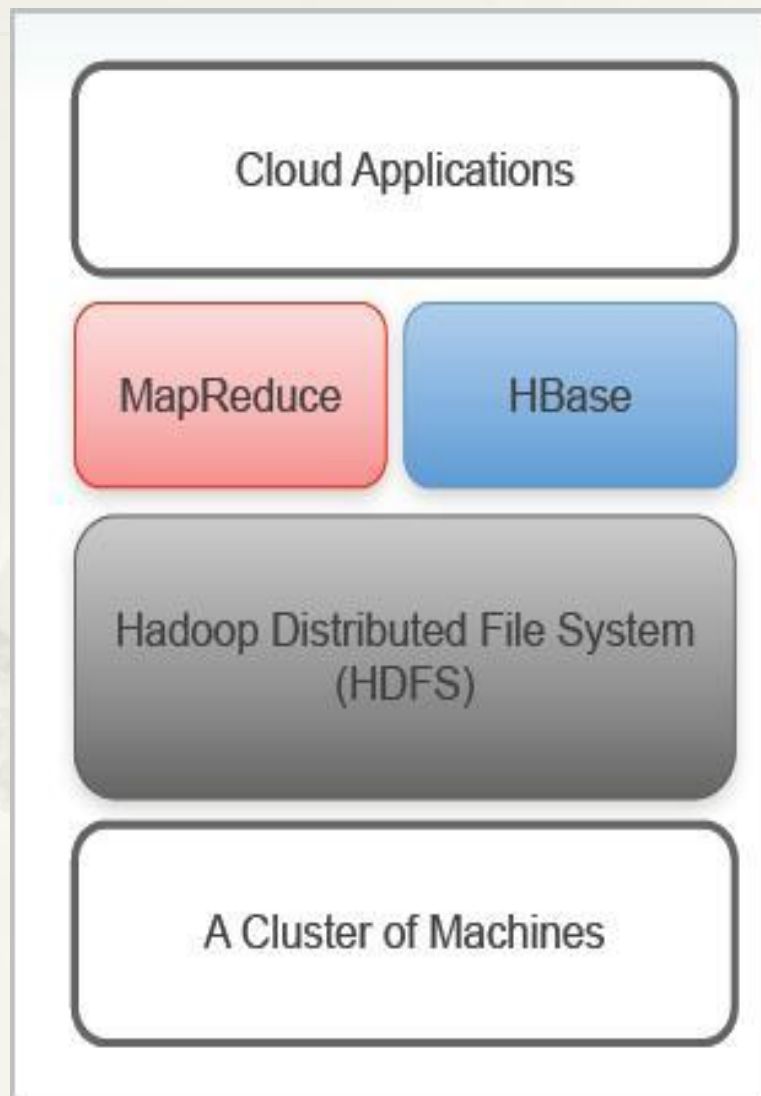 Cloud Applications
MapReduce
HBase
Hadoop Distributed File System
(HDFS)
A Cluster of Machines